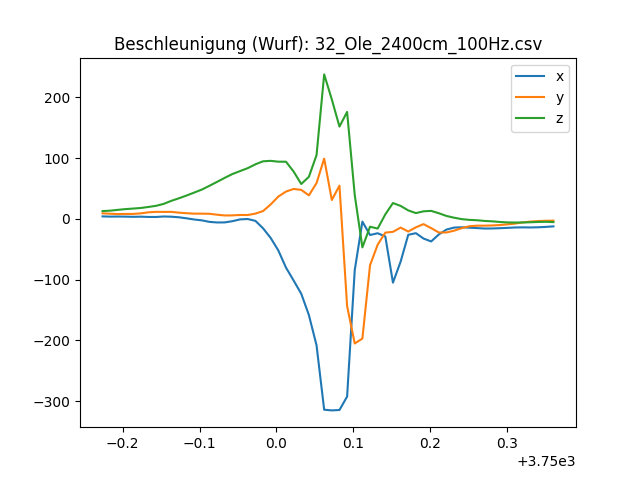 Beschleunigung (Wurf): 32_Ole_2400cm_100Hz.csv
x
y
z
200
100
0
−100
−200
−300
−0.2 −0.1 0.0 0.1 0.2 0.3
+3.75e3